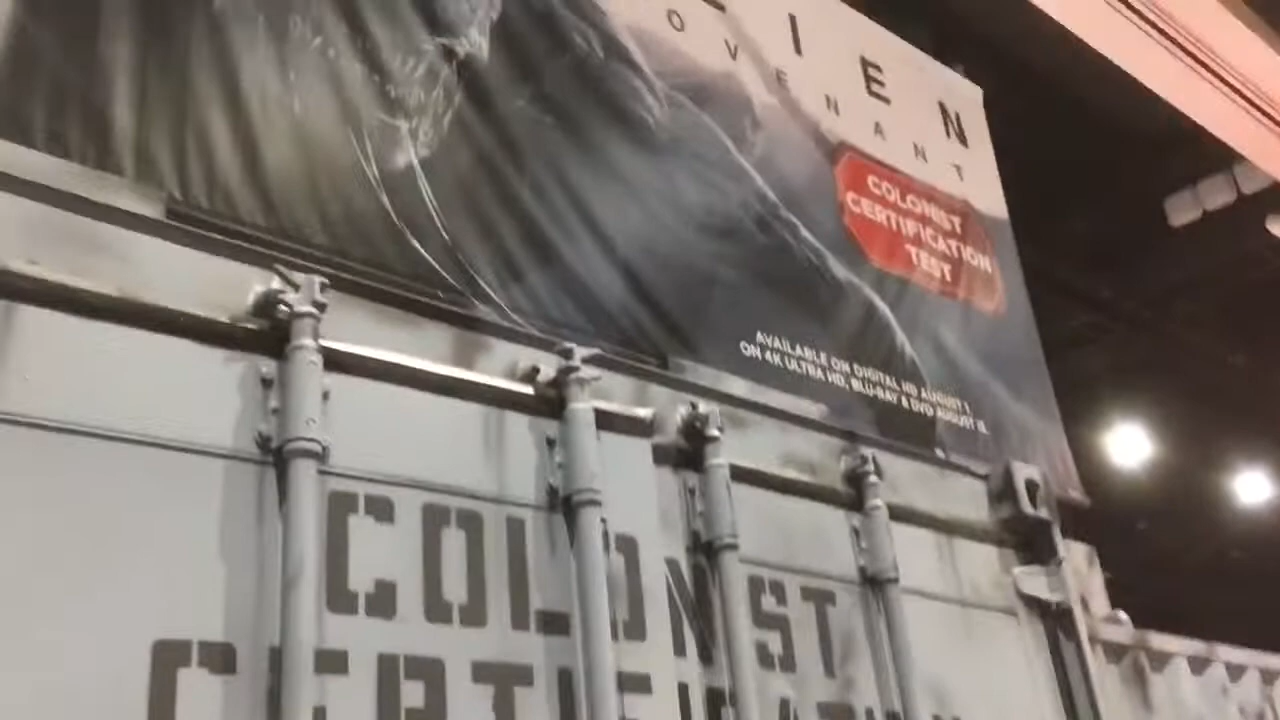 IEN
OVENANT
COLONIST
CERTIFICATION
TEST
AVAILABLE ON DIGITAL HD AUGUST 1,
ON 4K ULTRA HD, BLU-RAY & DVD AUGUST 15
COLONIST
CERTIFICATION